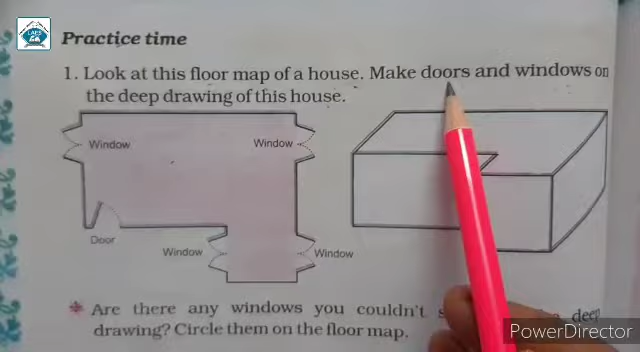 LAES
Practice time
1. Look at this floor map of a house. Make doors and windows on
the deep drawing of this house.
Window
Window
Door
Window
Window
* Are there any windows you couldn't deep
drawing? Circle them on the floor map.
PowerDirector